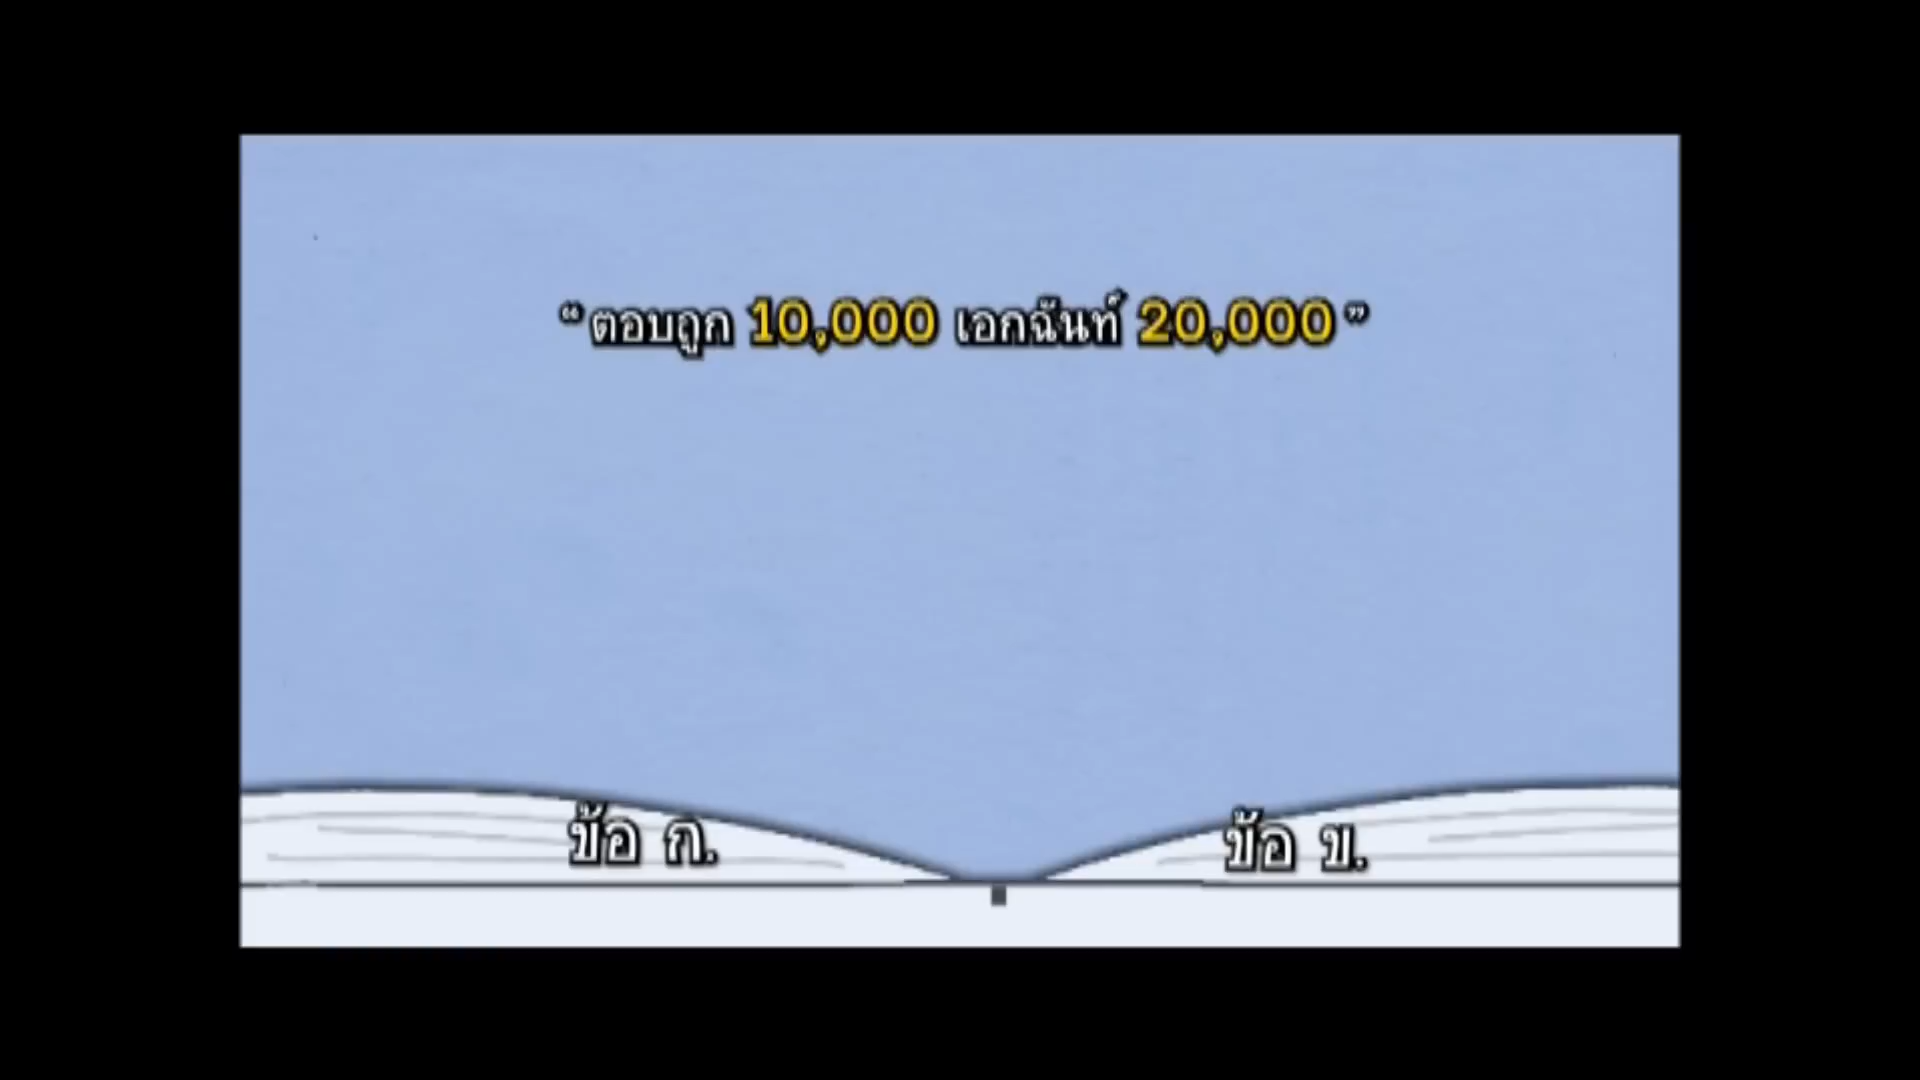 “ ตอบถูก 10,000 เอกฉันท์ 20,000 ”
ข้อ ก.
ข้อ ข.